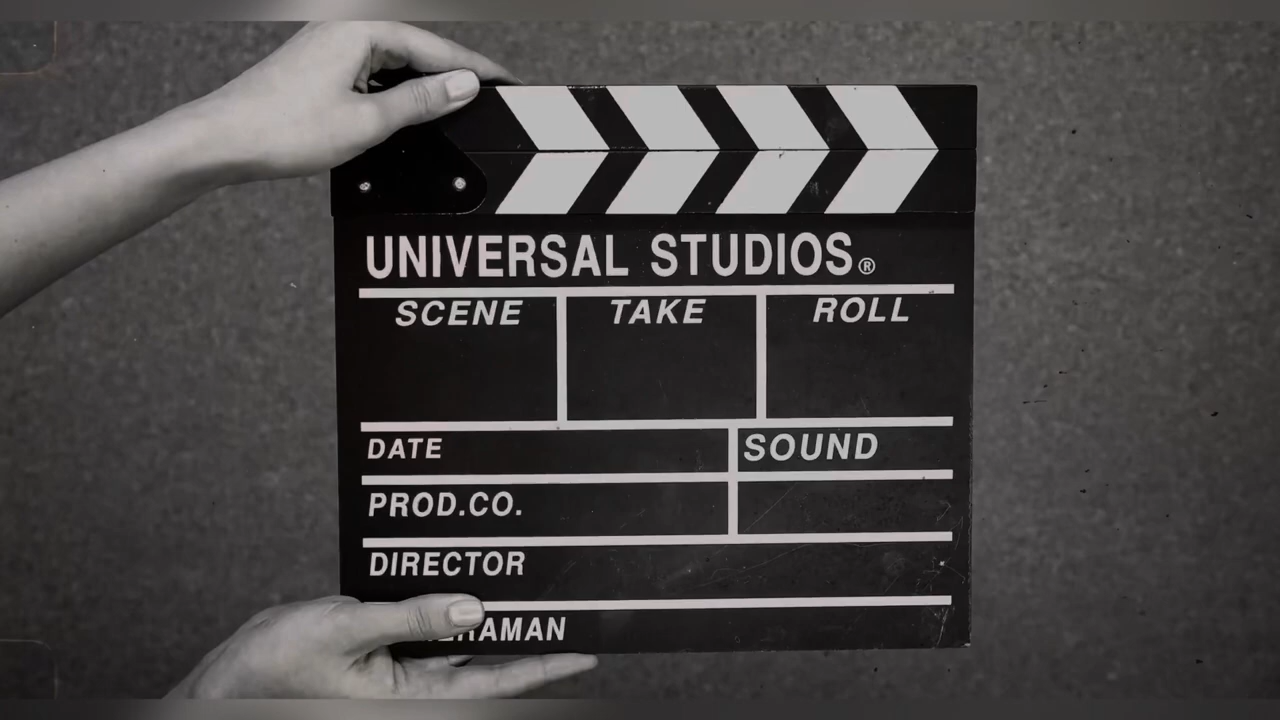 UNIVERSAL STUDIOS®
SCENE TAKE ROLL
DATE SOUND
PROD.CO.
DIRECTOR